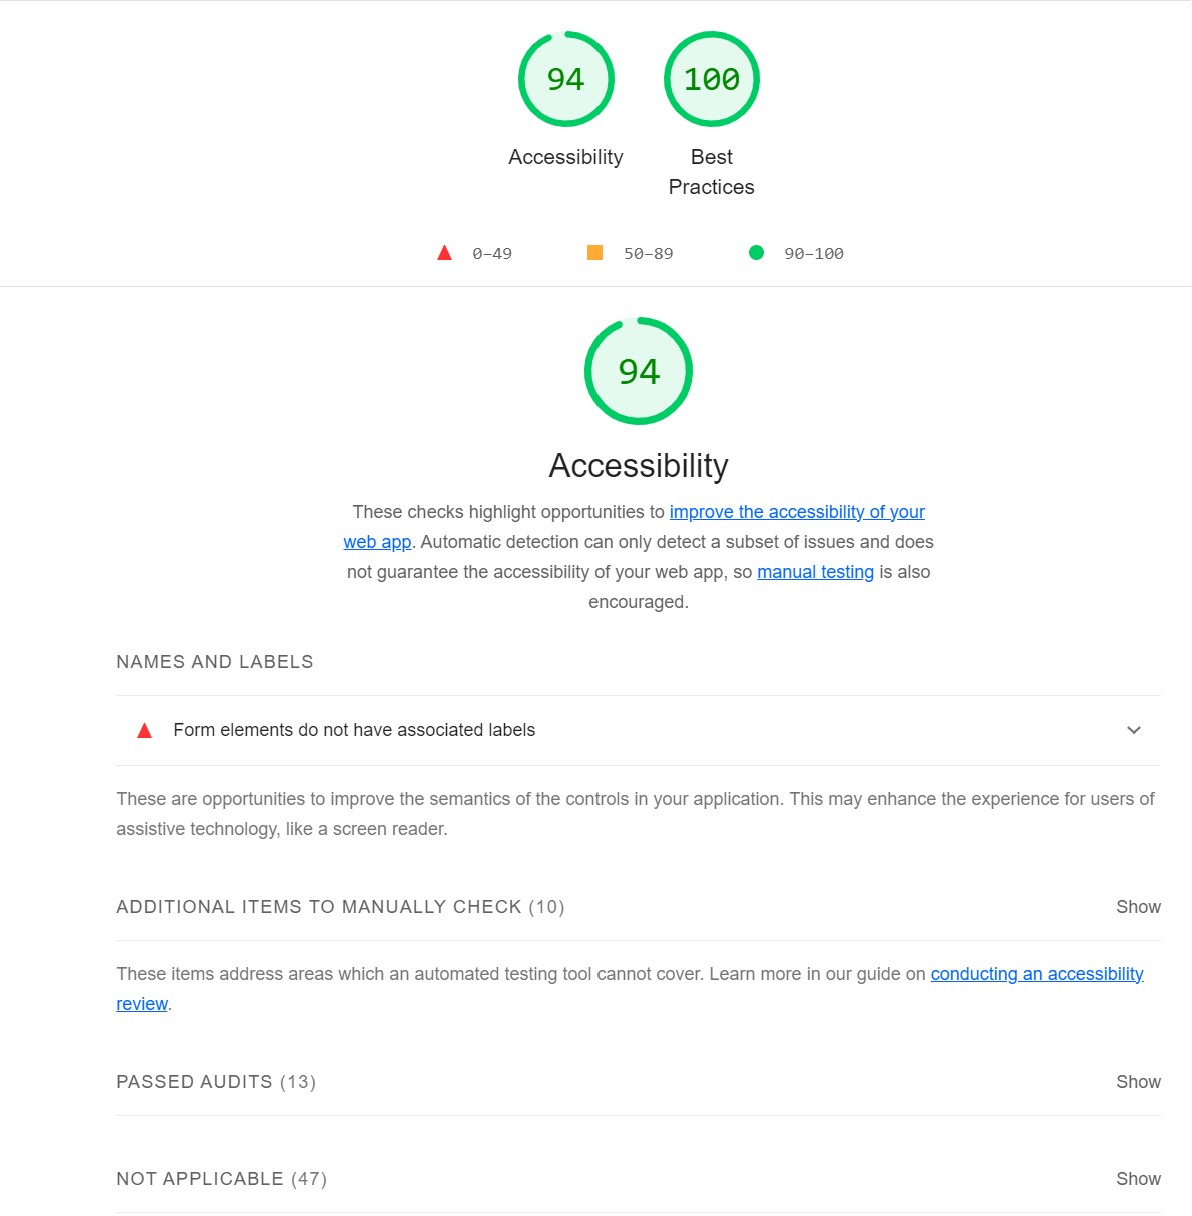 94
100
Accessibility
Best
Practices
0–49
50–89
90–100
94
Accessibility
These checks highlight opportunities to improve the accessibility of your
web app. Automatic detection can only detect a subset of issues and does
not guarantee the accessibility of your web app, so manual testing is also
encouraged.
NAMES AND LABELS
Form elements do not have associated labels
These are opportunities to improve the semantics of the controls in your application. This may enhance the experience for users of
assistive technology, like a screen reader.
ADDITIONAL ITEMS TO MANUALLY CHECK (10)
Show
These items address areas which an automated testing tool cannot cover. Learn more in our guide on conducting an accessibility
review.
PASSED AUDITS (13)
Show
NOT APPLICABLE (47)
Show